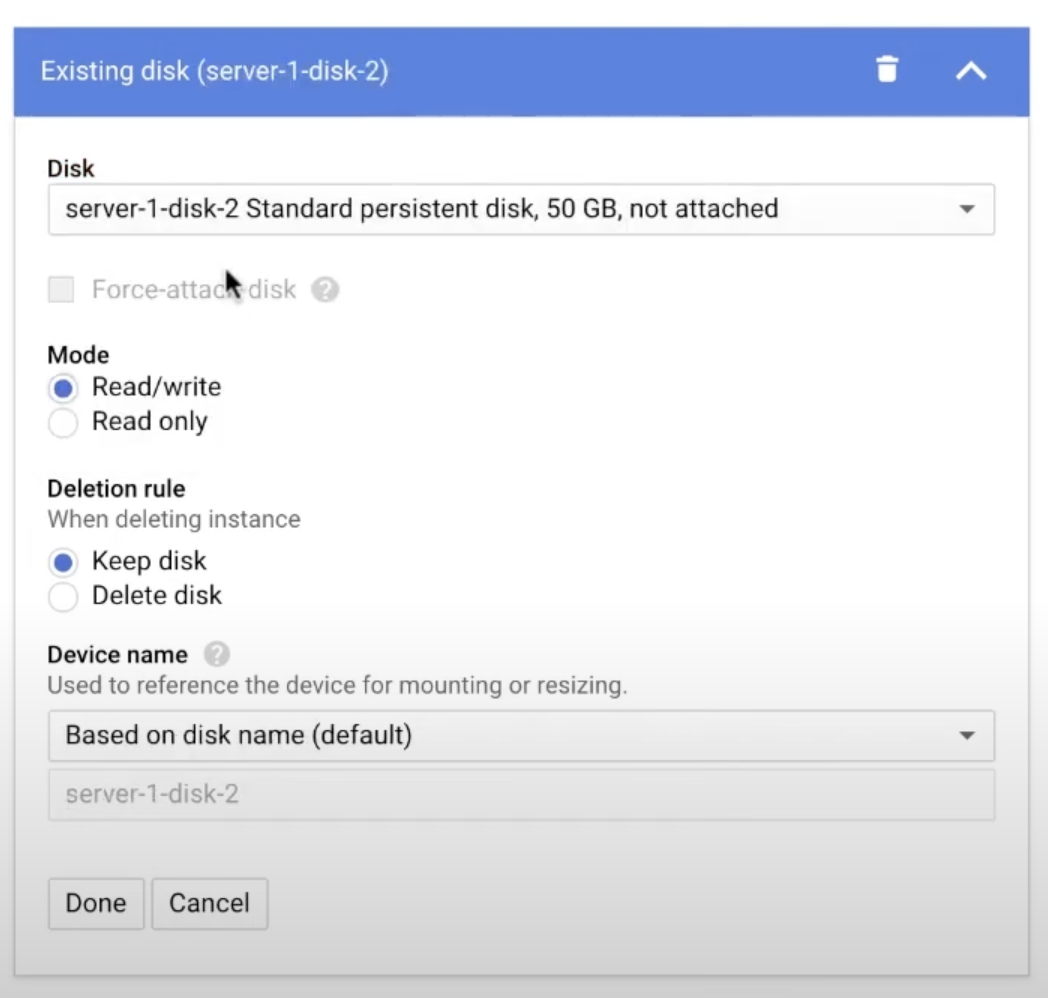 Existing disk (server-1-disk-2)
Disk
server-1-disk-2 Standard persistent disk, 50 GB, not attached
Force-attach disk
Mode
Read/write
Read only
Deletion rule
When deleting instance
Keep disk
Delete disk
Device name
Used to reference the device for mounting or resizing.
Based on disk name (default)
server-1-disk-2
Done Cancel